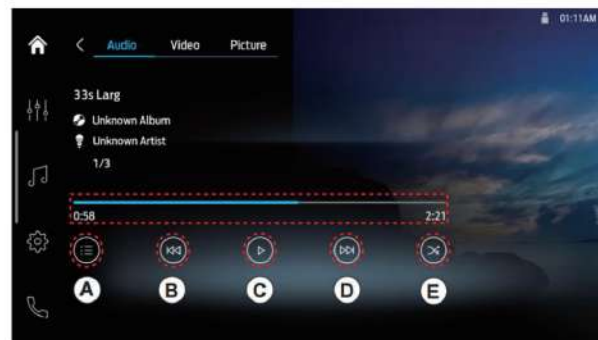 01:11AM
Audio Video Picture
33s Larg
Unknown Album
Unknown Artist
1/3
0:58 2:21
A B C D E